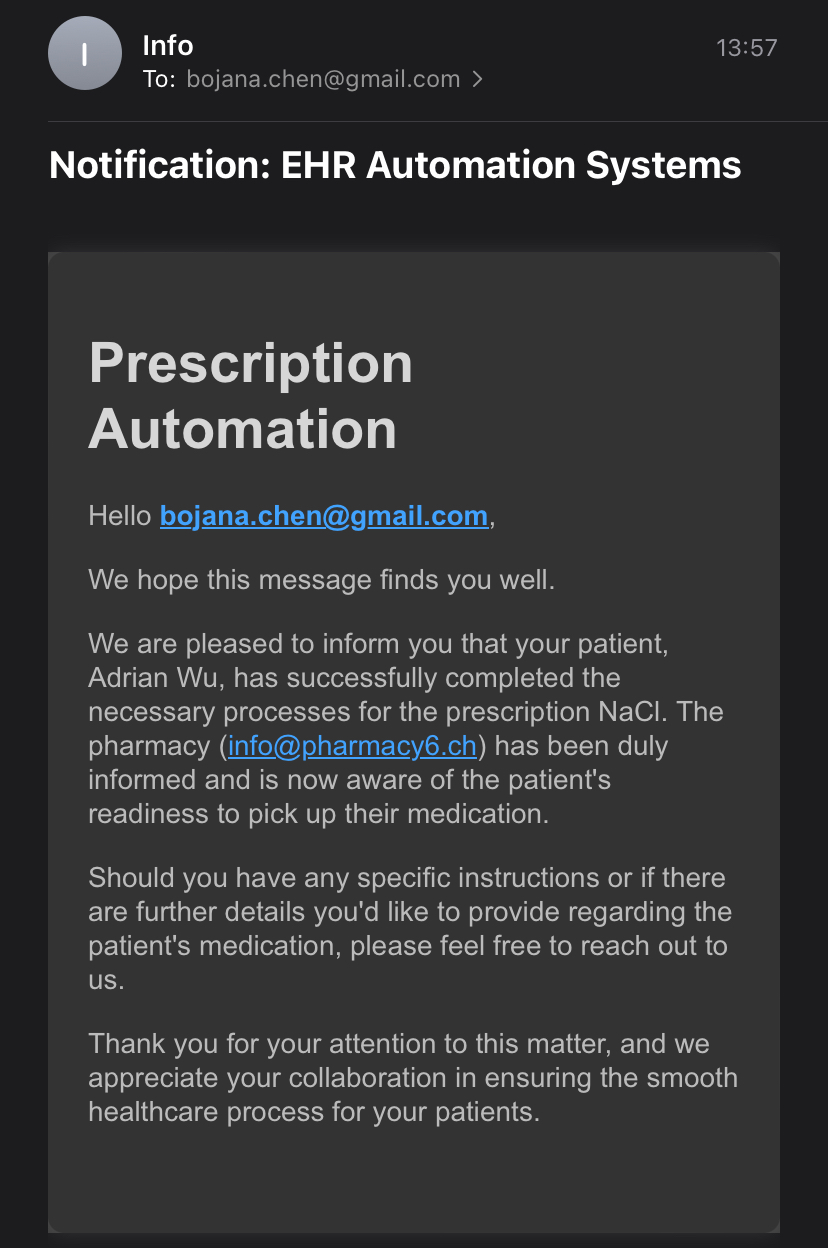 I
Info
13:57
To: bojana.chen@gmail.com >
Notification: EHR Automation Systems
Prescription
Automation
Hello bojana.chen@gmail.com,
We hope this message finds you well.
We are pleased to inform you that your patient,
Adrian Wu, has successfully completed the
necessary processes for the prescription NaCl. The
pharmacy (info@pharmacy6.ch) has been duly
informed and is now aware of the patient's
readiness to pick up their medication.
Should you have any specific instructions or if there
are further details you'd like to provide regarding the
patient's medication, please feel free to reach out to
us.
Thank you for your attention to this matter, and we
appreciate your collaboration in ensuring the smooth
healthcare process for your patients.